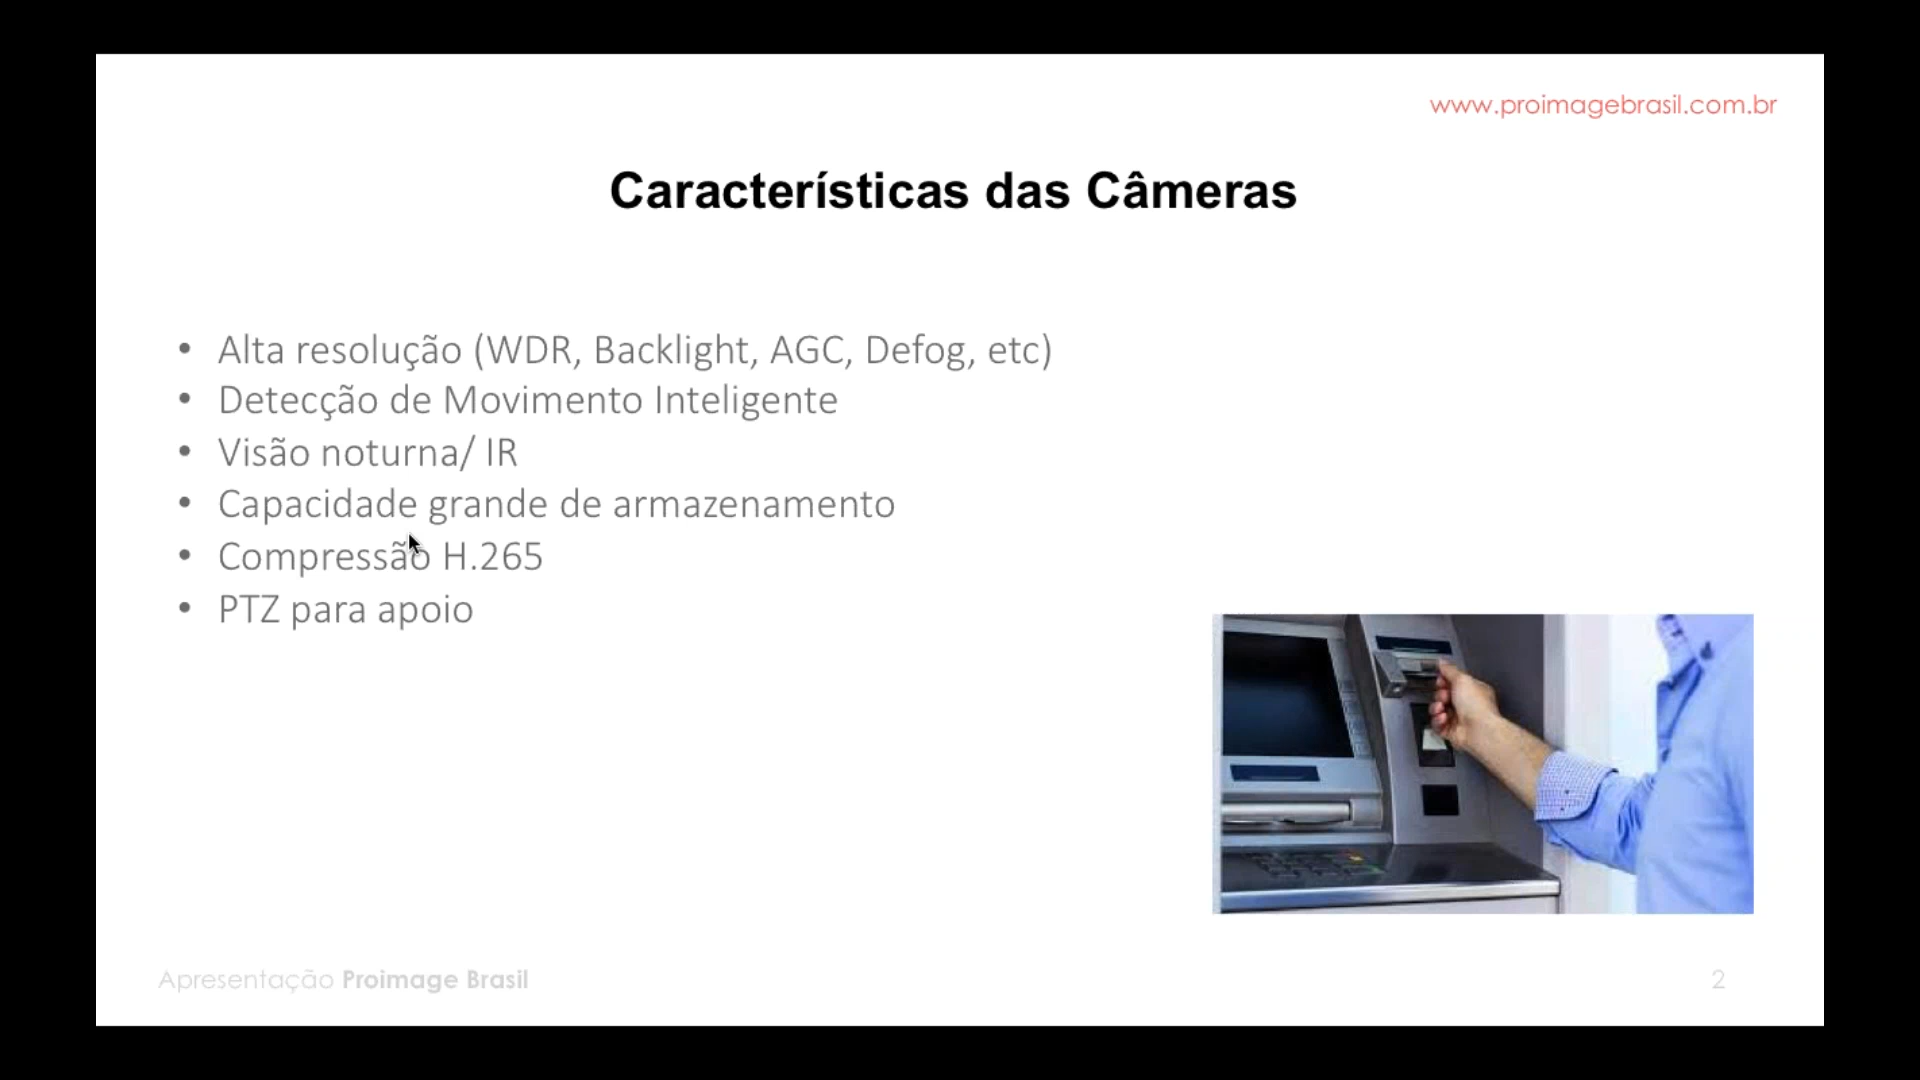 www.proimagebrasil.com.br
Características das Câmeras
• Alta resolução (WDR, Backlight, AGC, Defog, etc)
• Detecção de Movimento Inteligente
• Visão noturna/ IR
• Capacidade grande de armazenamento
• Compressão H.265
• PTZ para apoio
Apresentação Proimage Brasil
2